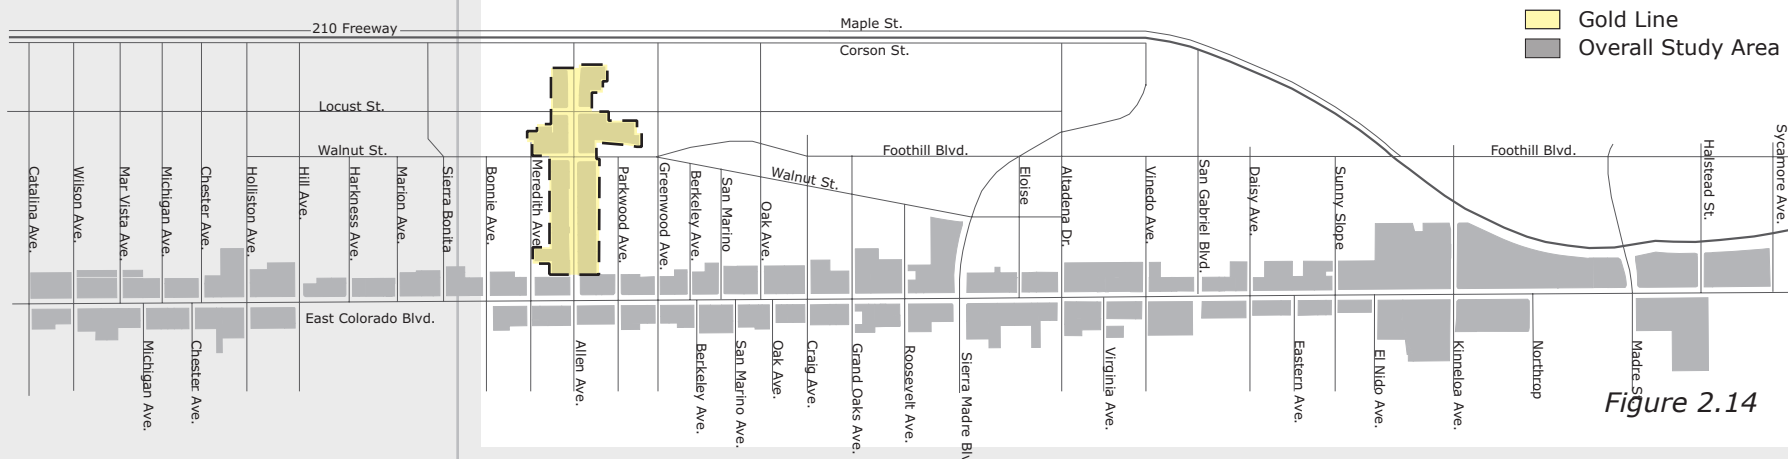 Gold Line
Overall Study Area
Maple St.
210 Freeway
Corson St.
Locust St.
Walnut St.
Foothill Blvd.
Foothill Blvd.
Walnut St.
Catalina Ave.
Wilson Ave.
Mar Vista Ave.
Michigan Ave.
Chester Ave.
Holliston Ave.
Hill Ave.
Harkness Ave.
Marion Ave.
Sierra Bonita
Bonnie Ave.
Meredith Ave.
Parkwood Ave.
Greenwood Ave.
Berkeley Ave.
San Marino
Oak Ave.
Eloise
Altadena Dr.
Vinedo Ave.
San Gabriel Blvd.
Daisy Ave.
Sunny Slope
Halstead St.
Sycamore Ave.
East Colorado Blvd.
Michigan Ave.
Chester Ave.
Allen Ave.
Berkeley Ave.
San Marino Ave.
Oak Ave.
Craig Ave.
Grand Oaks Ave.
Roosevelt Ave.
Sierra Madre Blv
Virginia Ave.
Eastern Ave.
El Nido Ave.
Kinneloa Ave.
Northrop
Madre S
Figure 2.14